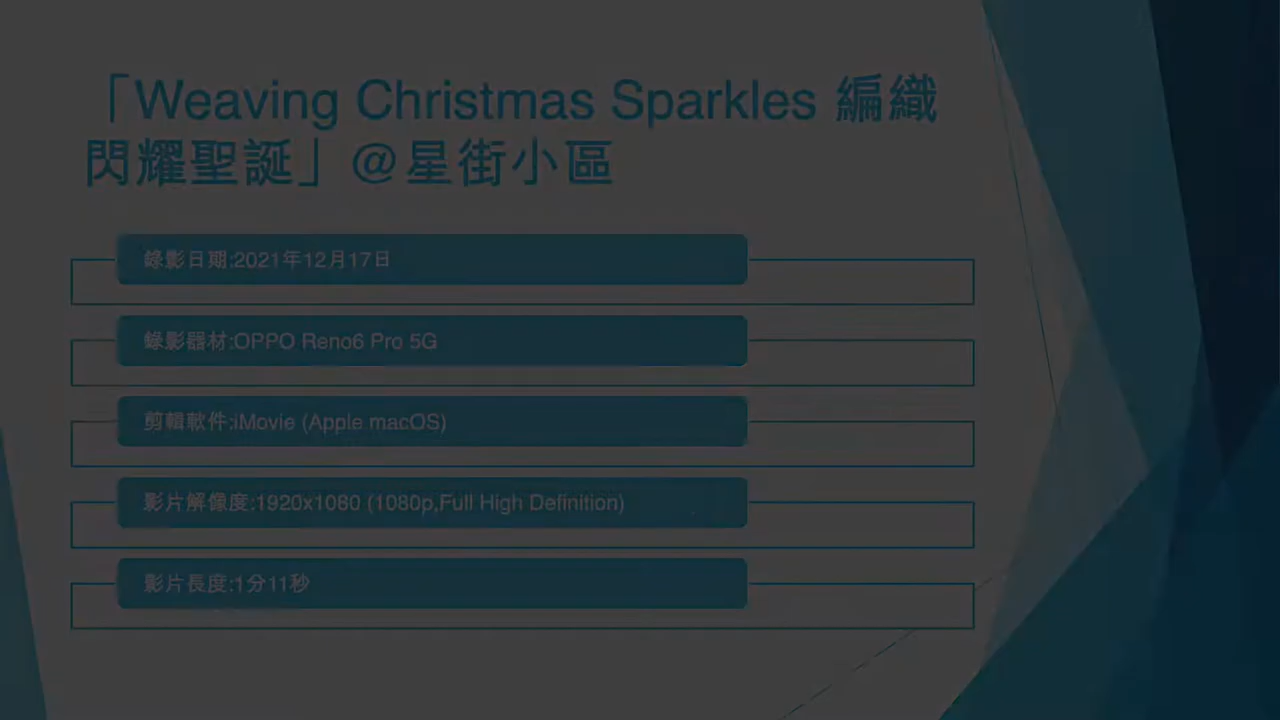 「Weaving Christmas Sparkles 編織
閃耀聖誕」@星街小區
錄影日期:2021年12月17日
錄影器材:OPPO Reno6 Pro 5G
剪輯軟件:iMovie (Apple macOS)
影片解像度:1920x1080 (1080p,Full High Definition)
影片長度:1分11秒